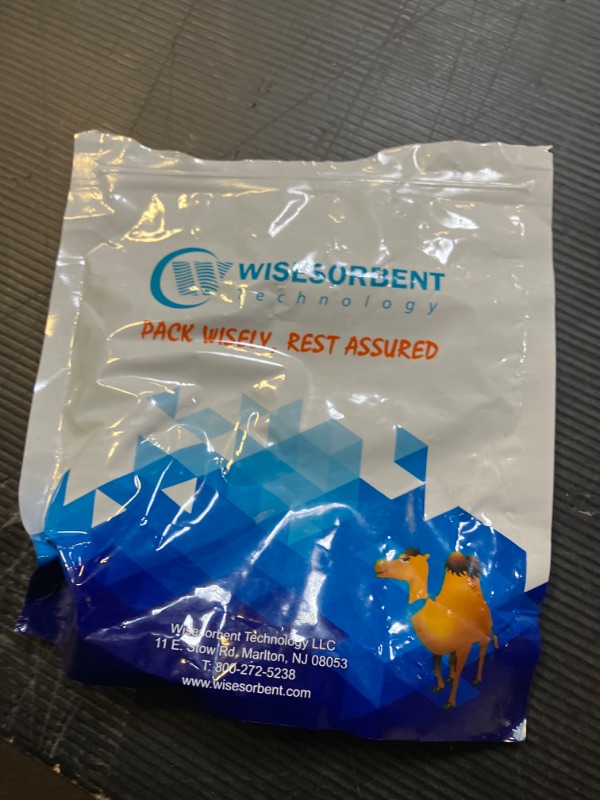 WISESORBENT
technology
PACK WISELY, REST ASSURED
Wisesorbent Technology LLC
11 E. Stow Rd, Marlton, NJ 08053
T: 800-272-5238
www.wisesorbent.com